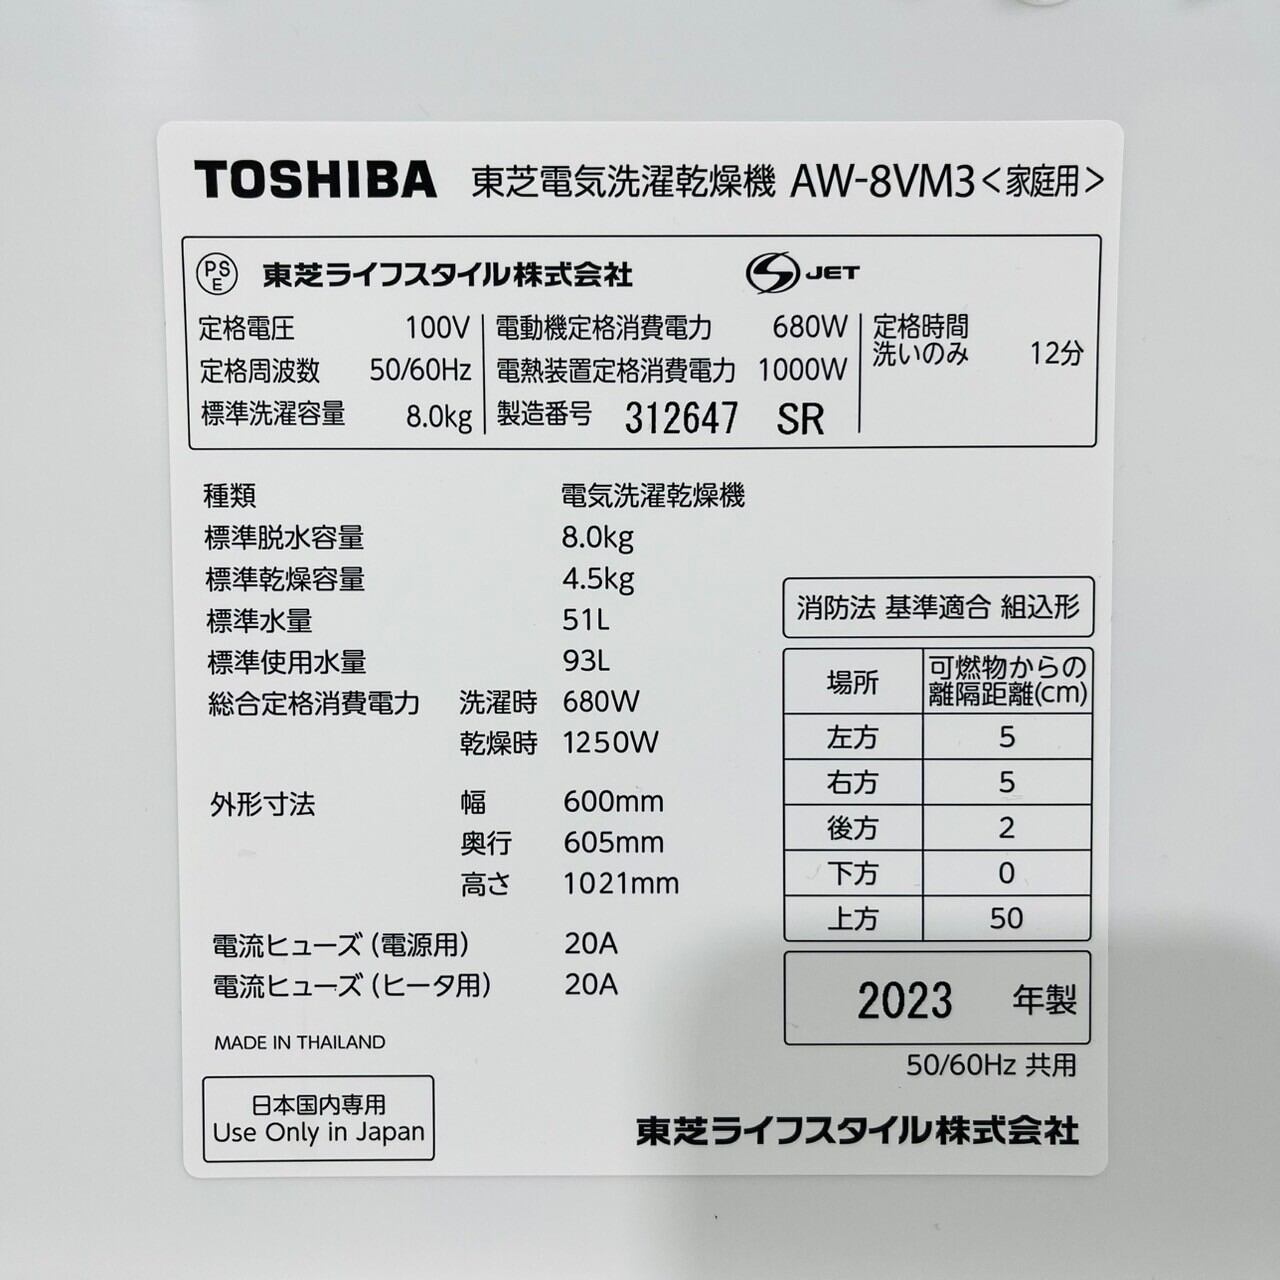 TOSHIBA 東芝電気洗濯乾燥機 AW-8VM3<家庭用>
PSE 東芝ライフスタイル株式会社 S JET
定格電圧 100V
定格周波数 50/60Hz
標準洗濯容量 8.0kg
電動機定格消費電力 680W
電熱装置定格消費電力 1000W
製造番号 312647 SR
定格時間
洗いのみ 12分
種類 電気洗濯乾燥機
標準脱水容量 8.0kg
標準乾燥容量 4.5kg
標準水量 51L
標準使用水量 93L
総合定格消費電力 洗濯時 680W
乾燥時 1250W
外形寸法 幅 600mm
奥行 605mm
高さ 1021mm
電流ヒューズ(電源用) 20A
電流ヒューズ(ヒータ用) 20A
MADE IN THAILAND
日本国内専用
Use Only in Japan
消防法 基準適合 組込形
場所 可燃物からの
離隔距離(cm)
左方 5
右方 5
後方 2
下方 0
上方 50
2023 年製
50/60Hz 共用
東芝ライフスタイル株式会社